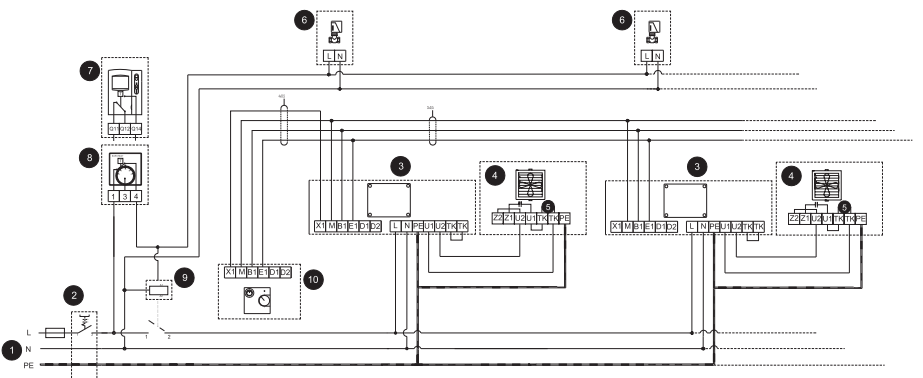 6
6
L N
L N
7
Q11 Q12 Q14
8
1 3 4
3
4
3
4
5
5
Z2 Z1 U2 U1 TK TK PE
Z2 Z1 U2 U1 TK TK PE
X1 M B1 E1 D1 D2
L N PE U1 U2 TK TK
X1 M B1 E1 D1 D2
L N PE U1 U2 TK TK
9
X1 M B1 E1 D1 D2
10
2
1 2
L
1 N
PE